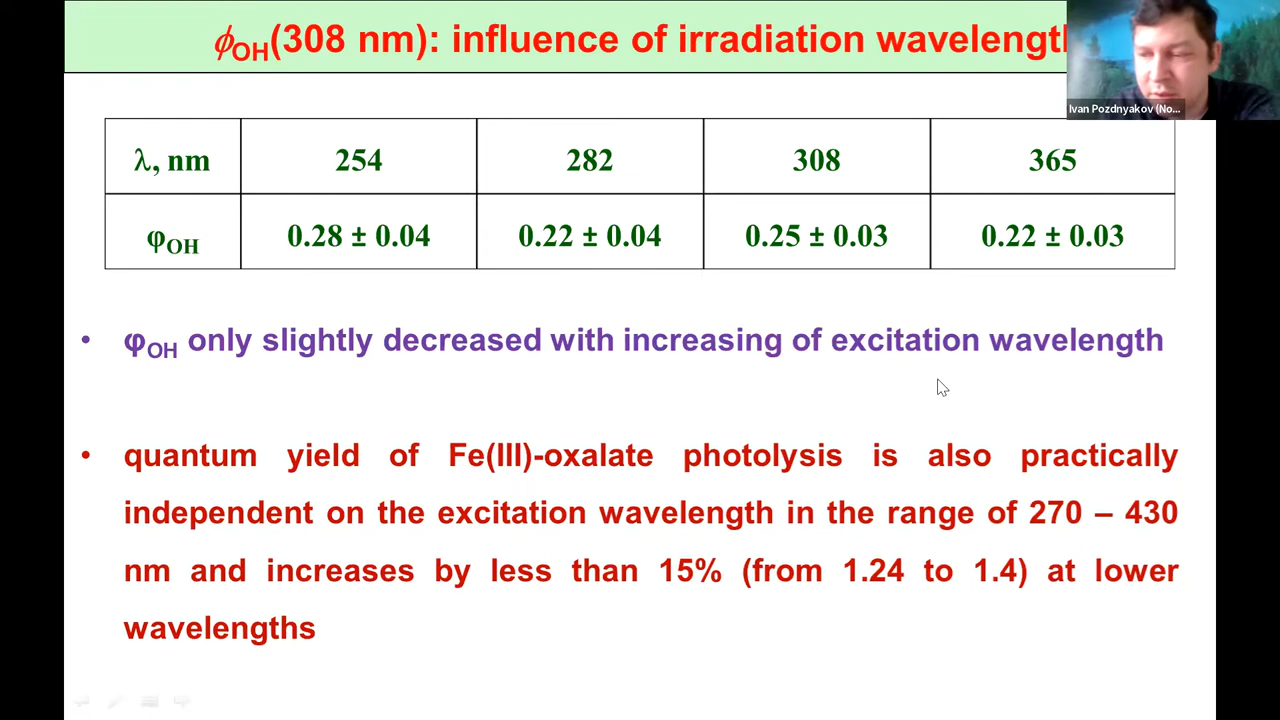 ϕOH(308 nm): influence of irradiation wavelength
Ivan Pozdnyakov (No...
λ, nm 254 282 308 365
φOH 0.28 ± 0.04 0.22 ± 0.04 0.25 ± 0.03 0.22 ± 0.03
• φOH only slightly decreased with increasing of excitation wavelength
• quantum yield of Fe(III)-oxalate photolysis is also practically
independent on the excitation wavelength in the range of 270 – 430
nm and increases by less than 15% (from 1.24 to 1.4) at lower
wavelengths